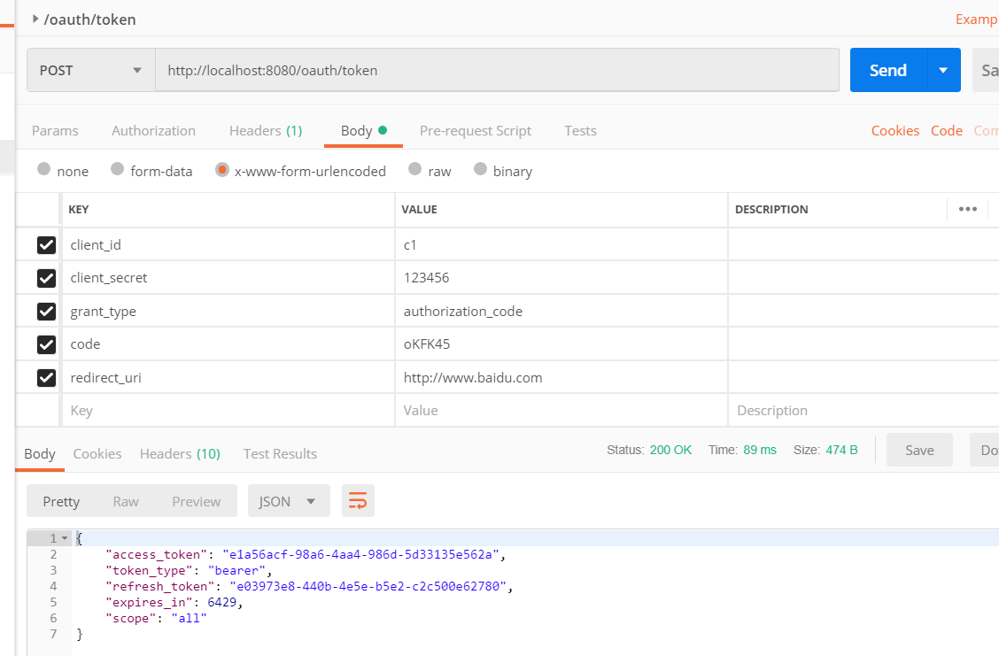 /oauth/token
Examp
POST http://localhost:8080/oauth/token Send Sa
Params Authorization Headers (1) Body Pre-request Script Tests Cookies Code Com
none form-data x-www-form-urlencoded raw binary
KEY VALUE DESCRIPTION
client_id c1
client_secret 123456
grant_type authorization_code
code oKFK45
redirect_uri http://www.baidu.com
Key Value Description
Body Cookies Headers (10) Test Results Status: 200 OK Time: 89 ms Size: 474 B Save Do
Pretty Raw Preview JSON
1 {
2 "access_token": "e1a56acf-98a6-4aa4-986d-5d33135e562a",
3 "token_type": "bearer",
4 "refresh_token": "e03973e8-440b-4e5e-b5e2-c2c500e62780",
5 "expires_in": 6429,
6 "scope": "all"
7 }